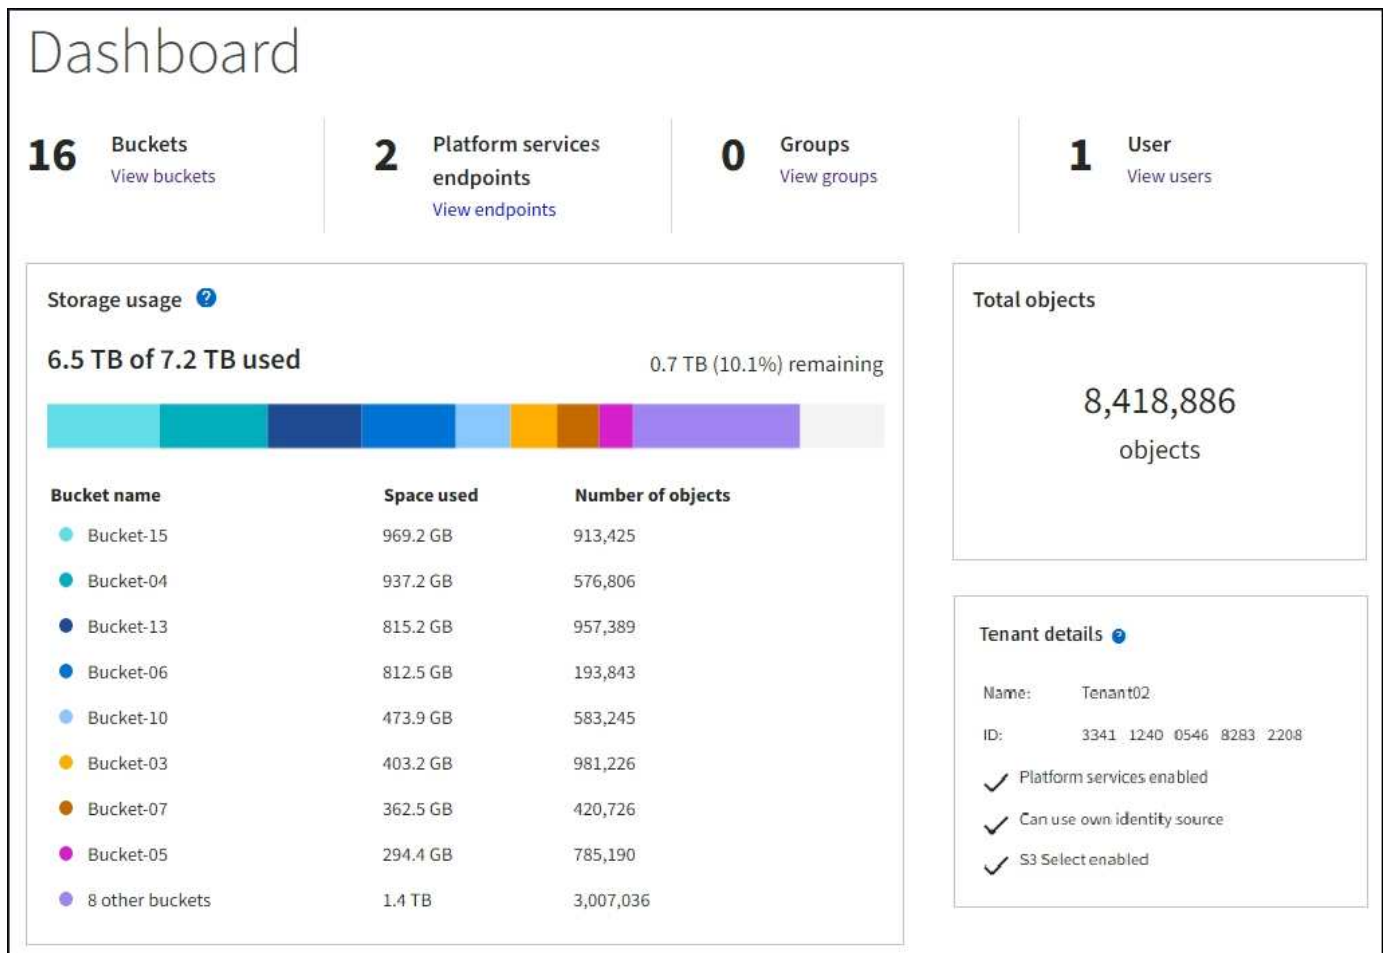 Dashboard
16 Buckets
View buckets
2 Platform services
endpoints
View endpoints
0 Groups
View groups
1 User
View users
Storage usage ?
6.5 TB of 7.2 TB used
0.7 TB (10.1%) remaining
Bucket name Space used Number of objects
Bucket-15 969.2 GB 913,425
Bucket-04 937.2 GB 576,806
Bucket-13 815.2 GB 957,389
Bucket-06 812.5 GB 193,843
Bucket-10 473.9 GB 583,245
Bucket-03 403.2 GB 981,226
Bucket-07 362.5 GB 420,726
Bucket-05 294.4 GB 785,190
8 other buckets 1.4 TB 3,007,036
Total objects
8,418,886
objects
Tenant details ?
Name: Tenant02
ID: 3341 1240 0546 8283 2208
Platform services enabled
Can use own identity source
S3 Select enabled